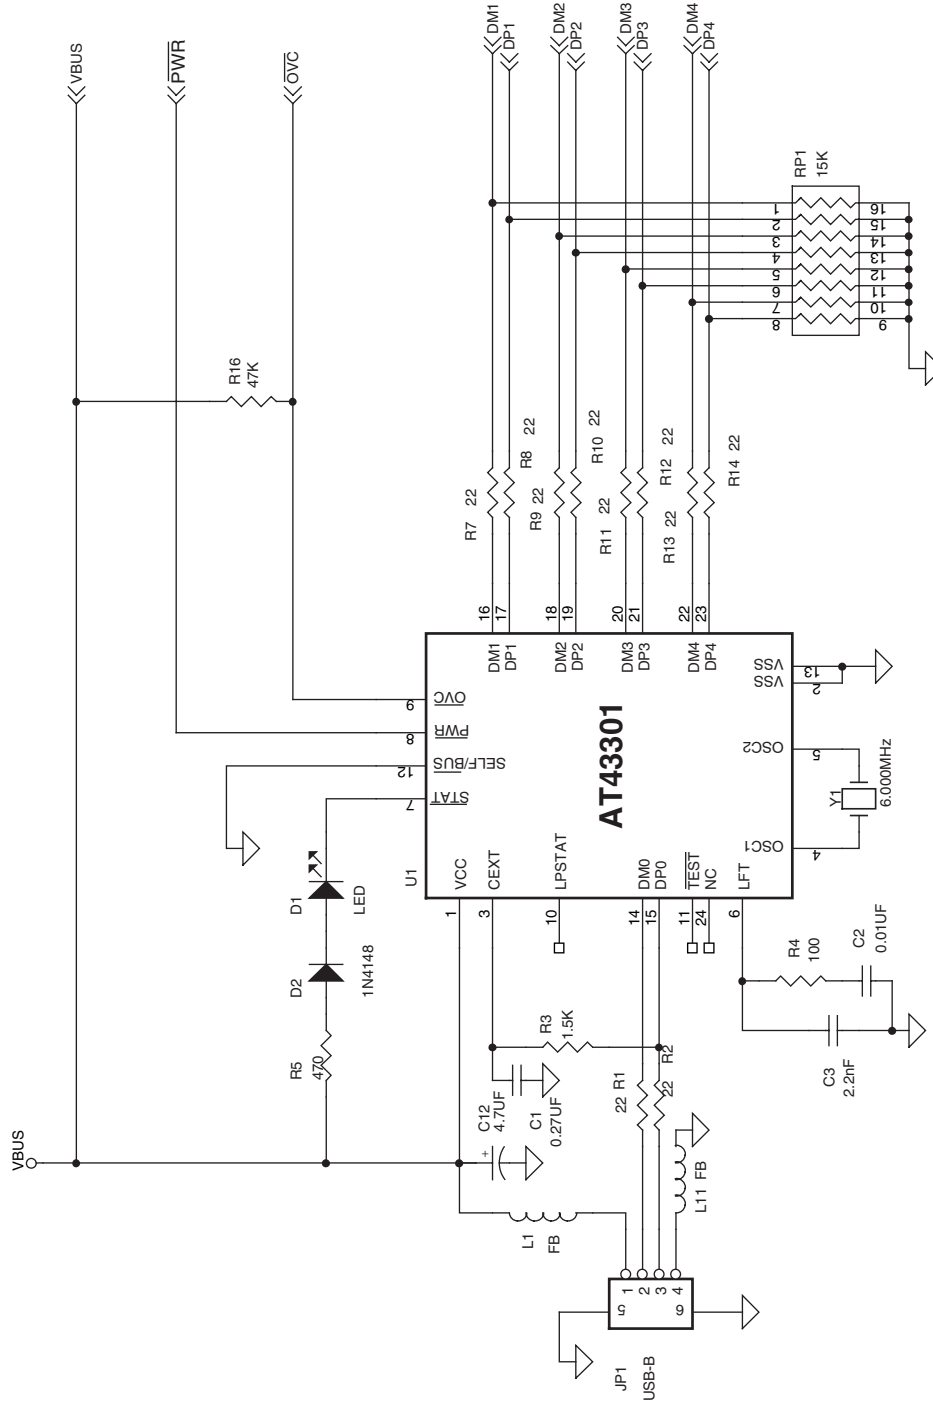 VBUS
PWR
OVC
DM1
DP1
DM2
DP2
DM3
DP3
DM4
DP4
RP1
15K
1
2
3
4
5
6
7
8
16
15
14
13
12
11
10
9
R16
47K
R7 22
R8 22
R9 22
R10 22
R11 22
R12 22
R13 22
R14 22
16
17
18
19
20
21
22
23
DM1
DP1
DM2
DP2
DM3
DP3
DM4
DP4
9
8
12
7
OVC
PWR
SELF/BUS
STAT
VSS
VSS
13
2
OSC2
5
OSC1
4
Y1
6.000MHz
AT43301
U1
VCC
CEXT
LPSTAT
DM0
DP0
TEST
NC
LFT
1
3
10
14
15
11
24
6
D1
LED
D2
1N4148
R5
470
VBUS
R3
1.5K
R4
100
C2
0.01UF
C3
2.2nF
C12
4.7UF
+
C1
0.27UF
22 R1
R2
22
L1
FB
L11 FB
1
2
3
4
5
6
JP1
USB-B